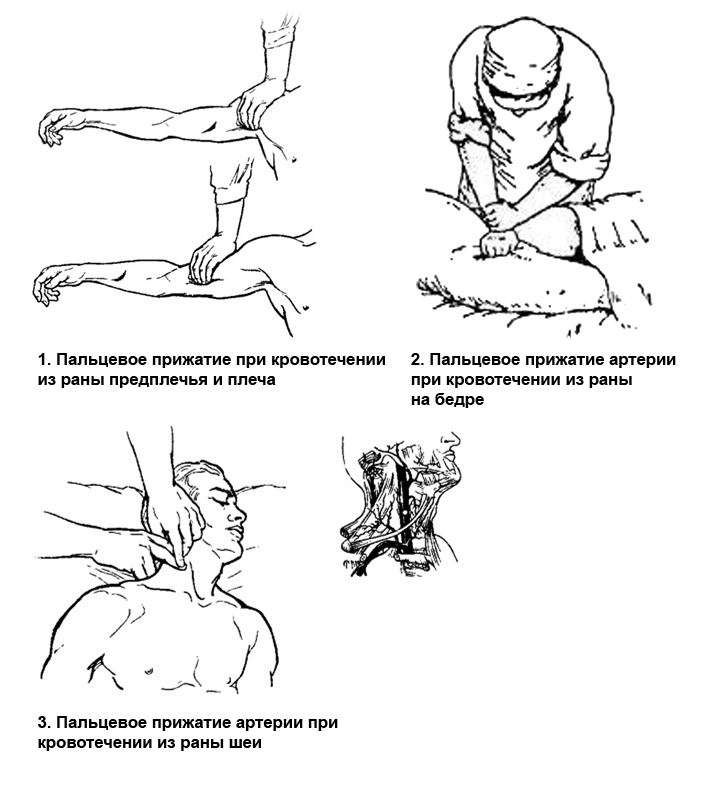 1. Пальцевое прижатие при кровотечении
из раны предплечья и плеча
2. Пальцевое прижатие артерии
при кровотечении из раны
на бедре
3. Пальцевое прижатие артерии при
кровотечении из раны шеи